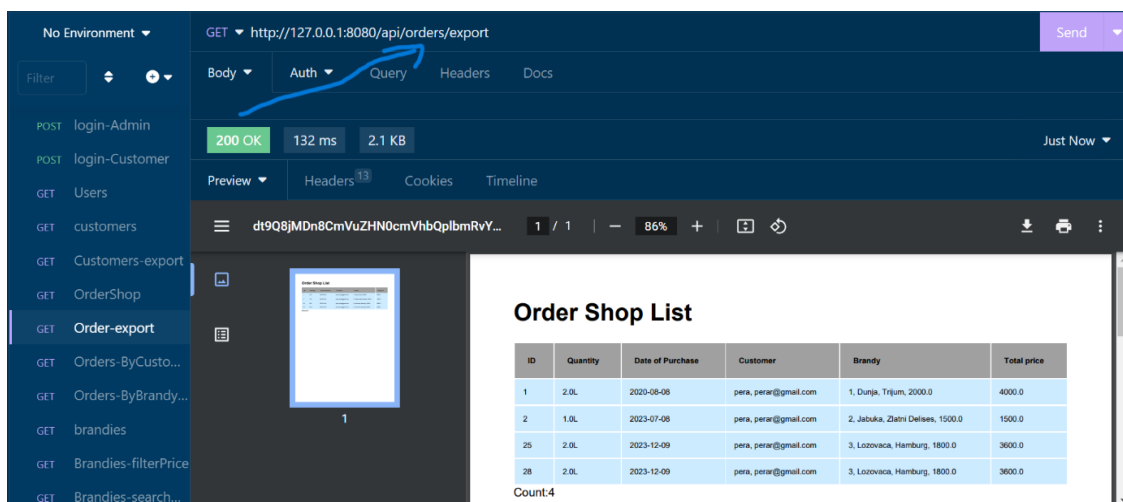 No Environment
GET http://127.0.0.1:8080/api/orders/export
Send
Filter
Body Auth Query Headers Docs
POST login-Admin
200 OK 132 ms 2.1 KB Just Now
POST login-Customer
Preview Headers 13 Cookies Timeline
GET Users
GET customers
dt9Q8jMDn8CmVuZHN0cmVhbQplbmRvY... 1 / 1 86%
GET Customers-export
GET OrderShop
GET Order-export
GET Orders-ByCusto...
GET Orders-ByBrandy...
GET brandies
GET Brandies-filterPrice
GET Brandies-search...
Order Shop List
1
Order Shop List
ID Quantity Date of Purchase Customer Brandy Total price
1 2.0L 2020-08-08 pera, perar@gmail.com 1, Dunja, Trijum, 2000.0 4000.0
2 1.0L 2023-07-08 pera, perar@gmail.com 2, Jabuka, Zlatni Delises, 1500.0 1500.0
25 2.0L 2023-12-09 pera, perar@gmail.com 3, Lozovaca, Hamburg, 1800.0 3600.0
28 2.0L 2023-12-09 pera, perar@gmail.com 3, Lozovaca, Hamburg, 1800.0 3600.0
Count:4